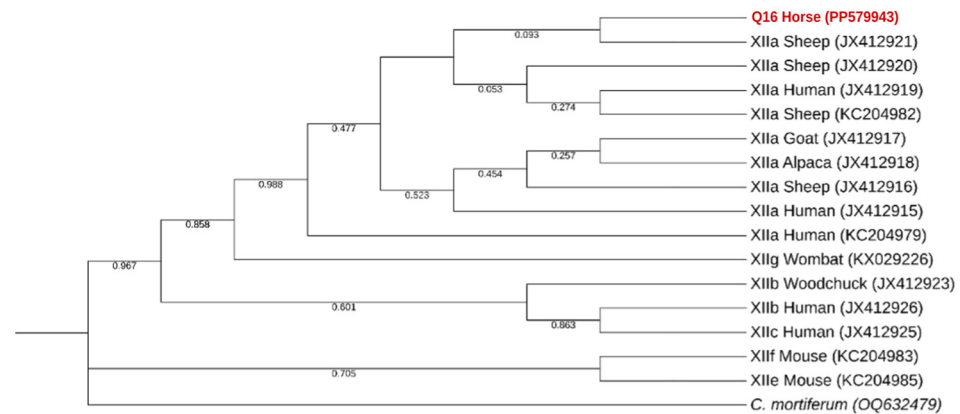 Q16 Horse (PP579943)
0.093
XIIa Sheep (JX412921)
XIIa Sheep (JX412920)
0.053
XIIa Human (JX412919)
0.274
XIIa Sheep (KC204982)
0.477
XIIa Goat (JX412917)
0.257
XIIa Alpaca (JX412918)
0.454
0.988
XIIa Sheep (JX412916)
0.523
XIIa Human (JX412915)
0.858
XIIa Human (KC204979)
XIIg Wombat (KX029226)
0.967
XIIb Woodchuck (JX412923)
0.601
XIIb Human (JX412926)
0.863
XIIc Human (JX412925)
XIIf Mouse (KC204983)
0.705
XIIe Mouse (KC204985)
C. mortiferum (OQ632479)